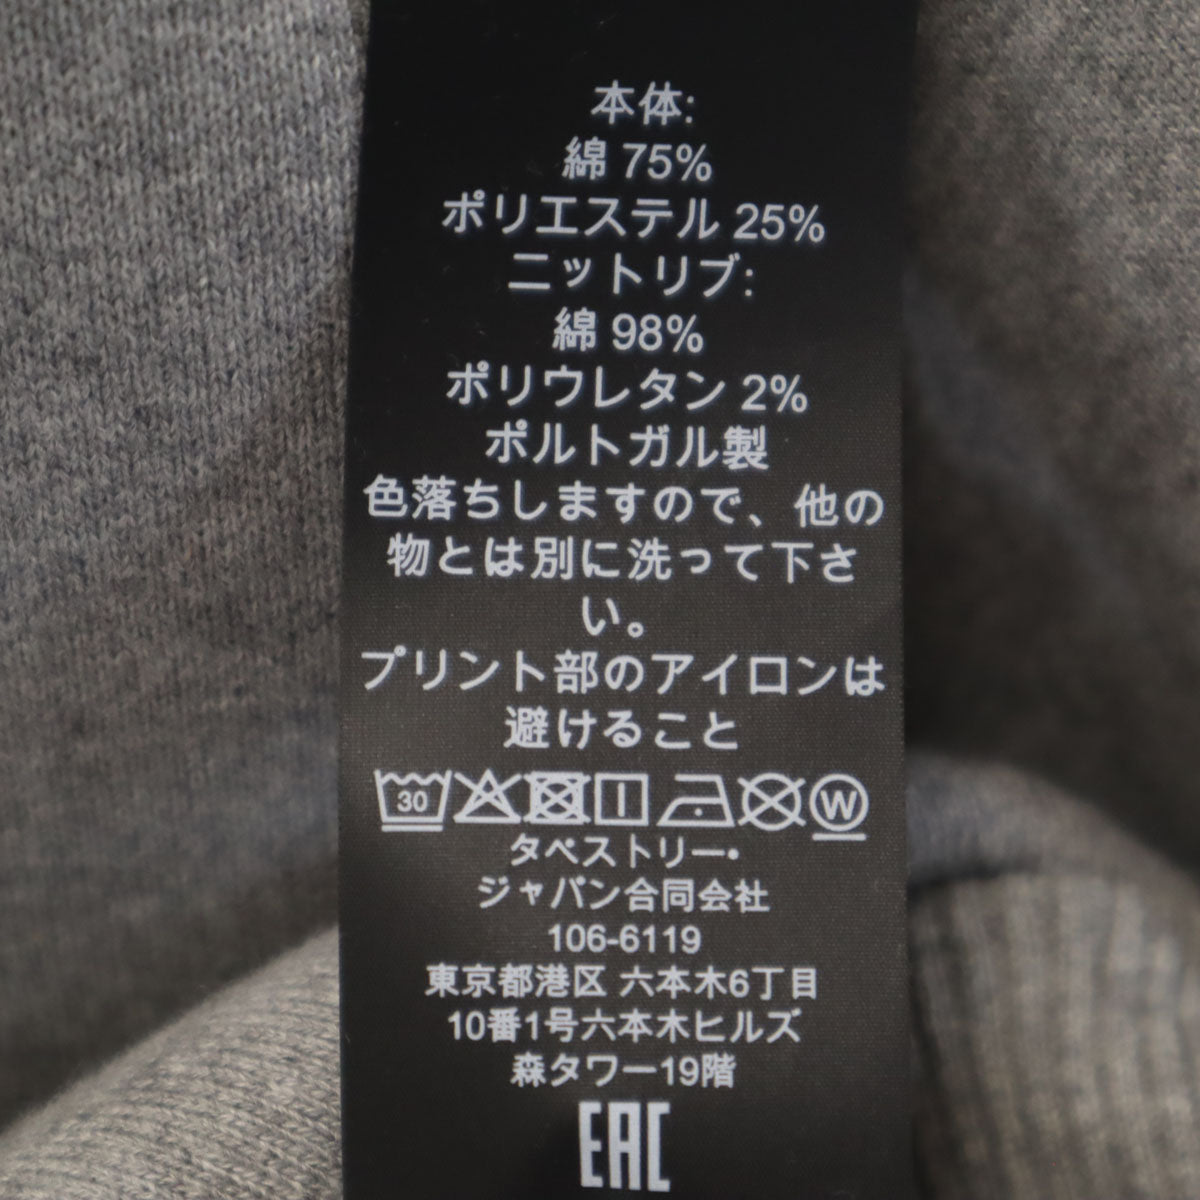 本体:
綿 75%
ポリエステル 25%
ニットリブ:
綿 98%
ポリウレタン 2%
ポルトガル製
色落ちしますので、他の
物とは別に洗って下さ
い。
プリント部のアイロンは
避けること
30 W
タペストリー・
ジャパン合同会社
106-6119
東京都港区 六本木6丁目
10番1号六本木ヒルズ
森タワー19階
EAC